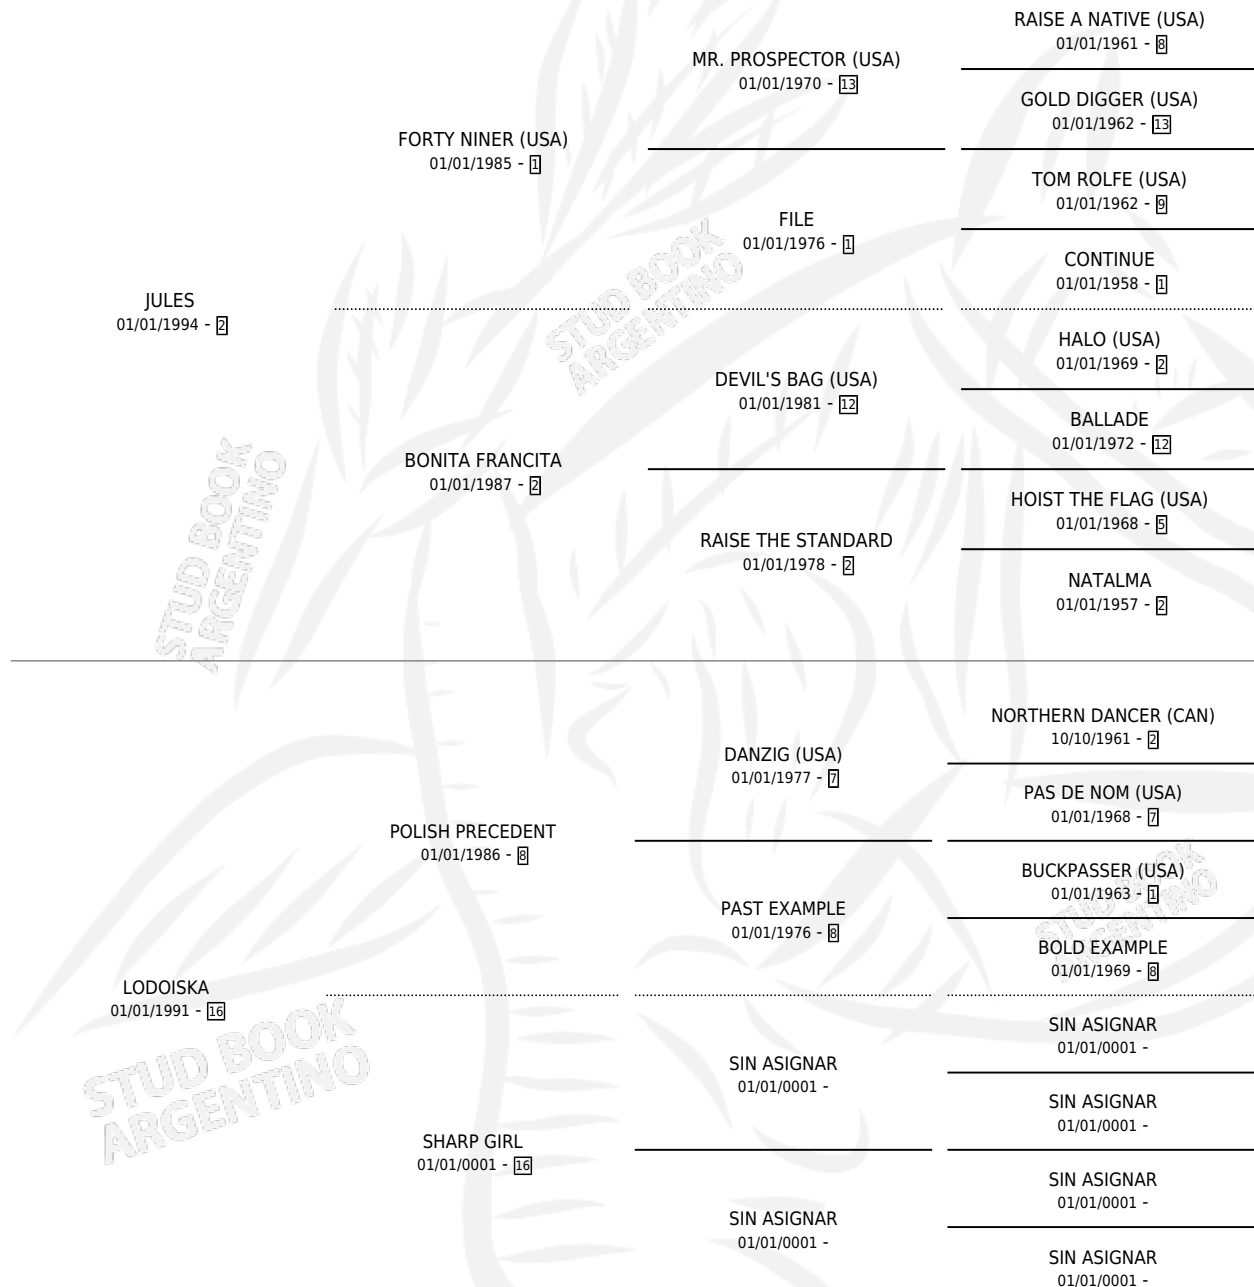 RAISE A NATIVE (USA)
01/01/1961 - 8
MR. PROSPECTOR (USA)
01/01/1970 - 13
GOLD DIGGER (USA)
01/01/1962 - 13
FORTY NINER (USA)
01/01/1985 - 1
TOM ROLFE (USA)
01/01/1962 - 9
FILE
01/01/1976 - 1
CONTINUE
01/01/1958 - 1
JULES
01/01/1994 - 2
HALO (USA)
01/01/1969 - 2
DEVIL'S BAG (USA)
01/01/1981 - 12
BALLADE
01/01/1972 - 12
BONITA FRANCITA
01/01/1987 - 2
HOIST THE FLAG (USA)
01/01/1968 - 5
RAISE THE STANDARD
01/01/1978 - 2
NATALMA
01/01/1957 - 2
NORTHERN DANCER (CAN)
10/10/1961 - 2
DANZIG (USA)
01/01/1977 - 7
PAS DE NOM (USA)
01/01/1968 - 7
POLISH PRECEDENT
01/01/1986 - 8
BUCKPASSER (USA)
01/01/1963 - 1
PAST EXAMPLE
01/01/1976 - 8
BOLD EXAMPLE
01/01/1969 - 8
LODOISKA
01/01/1991 - 16
SIN ASIGNAR
01/01/0001 -
SIN ASIGNAR
01/01/0001 -
SIN ASIGNAR
01/01/0001 -
SHARP GIRL
01/01/0001 - 16
SIN ASIGNAR
01/01/0001 -
SIN ASIGNAR
01/01/0001 -
SIN ASIGNAR
01/01/0001 -
STUD BOOK
ARGENTINO
STUD BOOK
ARGENTINO
STUD BOOK
ARGENTINO
STUD BOOK
ARGENTINO